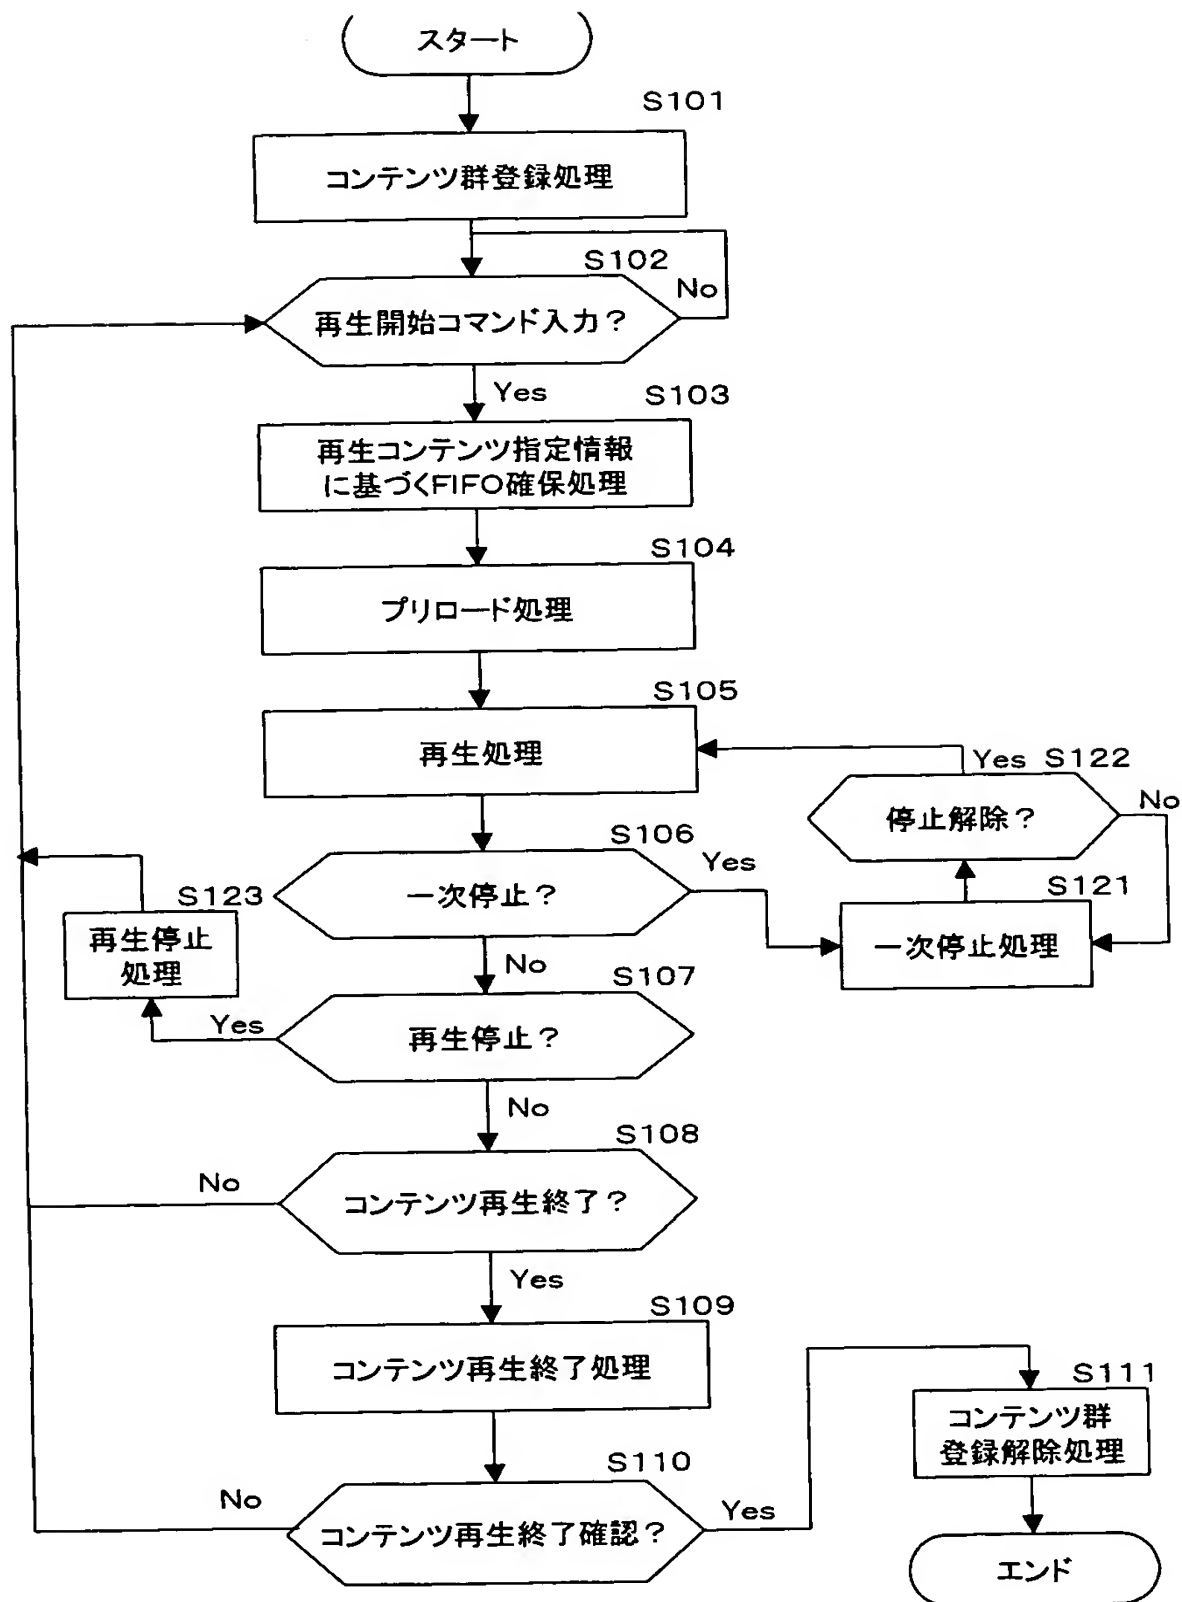 スタート
S101
コンテンツ群登録処理
S102
再生開始コマンド入力？
No
Yes
S103
再生コンテンツ指定情報
に基づくFIFO確保処理
S104
プリロード処理
S105
再生処理
Yes
S122
停止解除？
No
S106
一次停止？
Yes
S121
一次停止処理
S123
再生停止
処理
No
S107
Yes
再生停止？
No
S108
No
コンテンツ再生終了？
Yes
S109
コンテンツ再生終了処理
S111
コンテンツ群
登録解除処理
S110
No
コンテンツ再生終了確認？
Yes
エンド